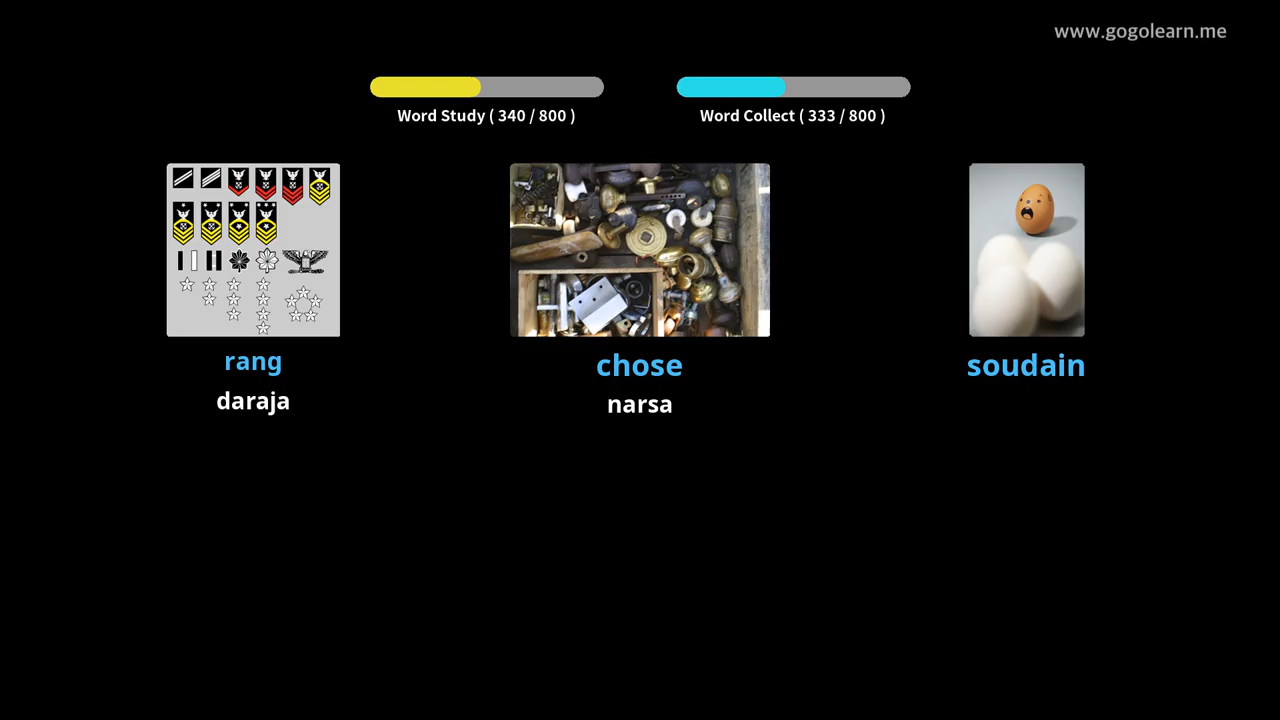 www.gogolearn.me
Word Study ( 340 / 800 )
Word Collect ( 333 / 800 )
rang
daraja
chose
narsa
soudain